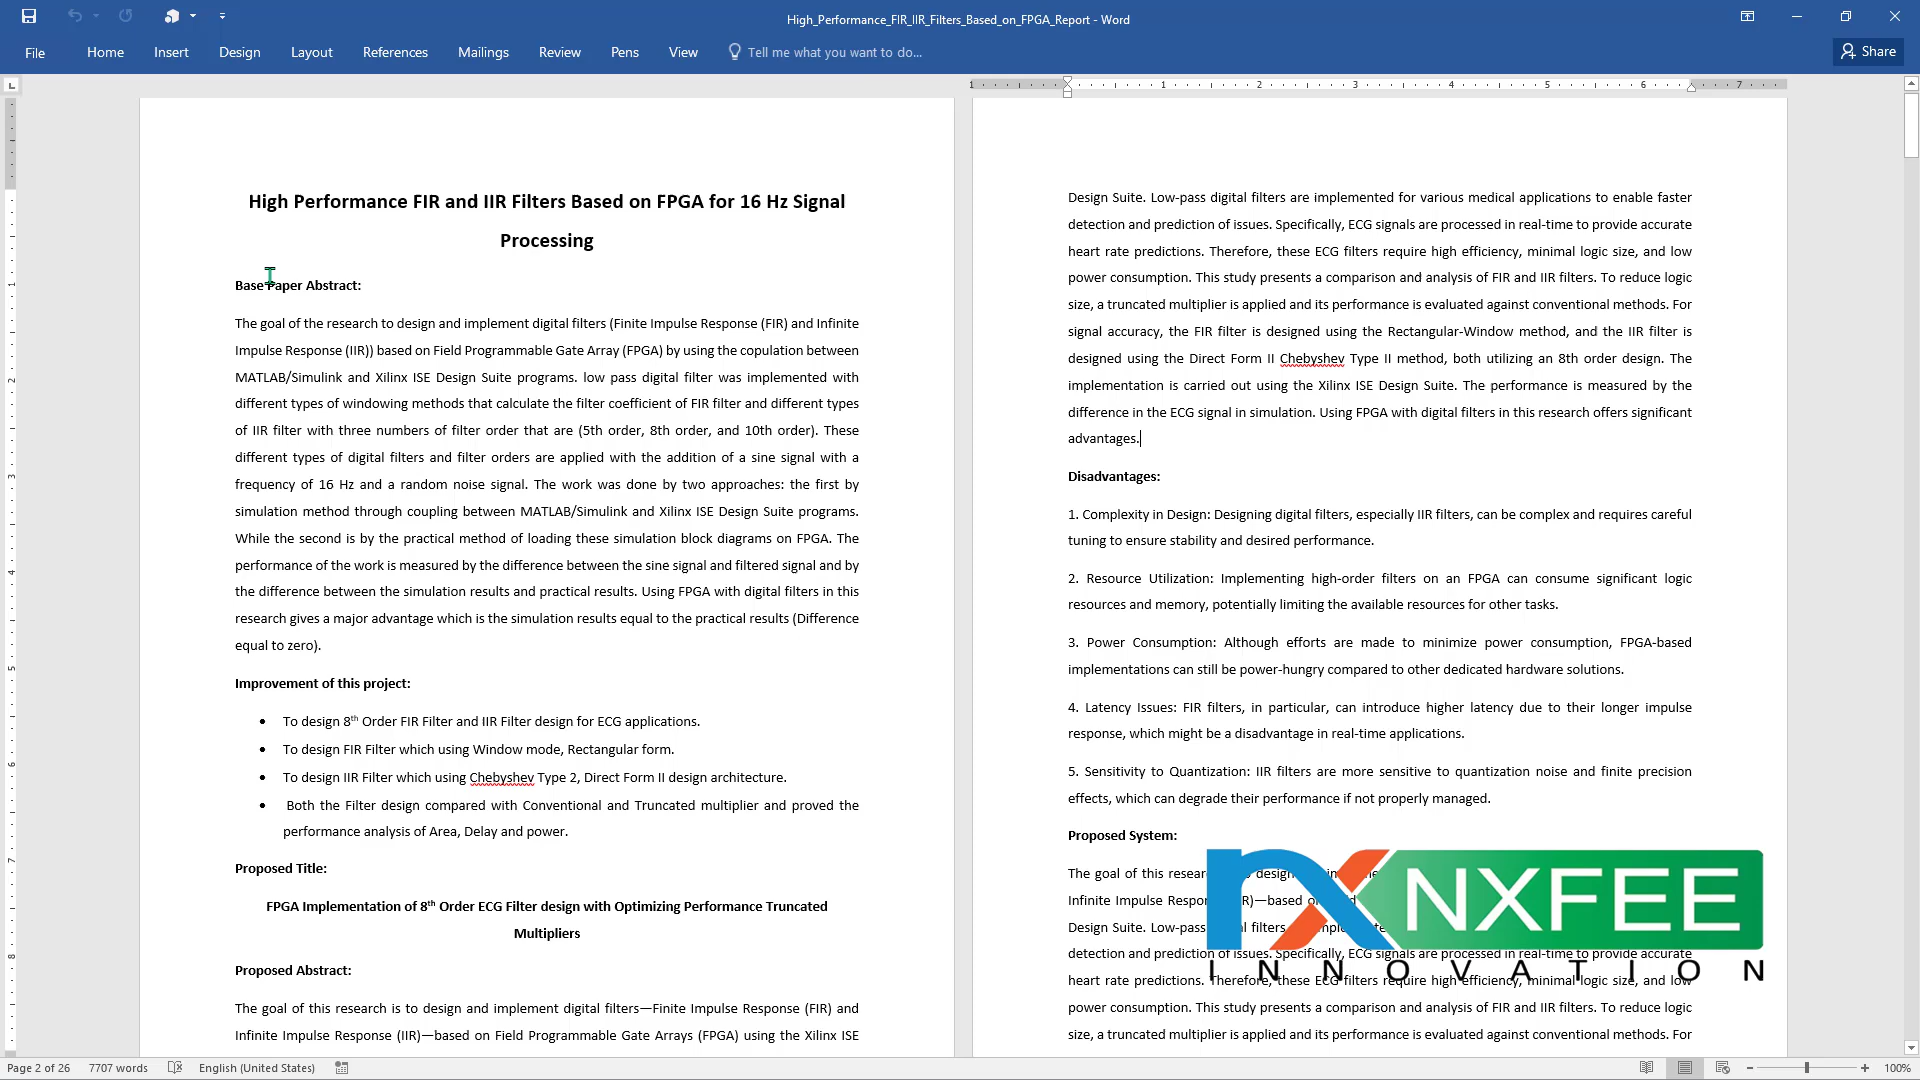 High_Performance_FIR_IIR_Filters_Based_on_FPGA_Report - Word
File Home Insert Design Layout References Mailings Review Pens View Tell me what you want to do... Share
1 1 2 3 4 5 6 7
High Performance FIR and IIR Filters Based on FPGA for 16 Hz Signal
Processing
Base Paper Abstract:
The goal of the research to design and implement digital filters (Finite Impulse Response (FIR) and Infinite
Impulse Response (IIR)) based on Field Programmable Gate Array (FPGA) by using the copulation between
MATLAB/Simulink and Xilinx ISE Design Suite programs. low pass digital filter was implemented with
different types of windowing methods that calculate the filter coefficient of FIR filter and different types
of IIR filter with three numbers of filter order that are (5th order, 8th order, and 10th order). These
different types of digital filters and filter orders are applied with the addition of a sine signal with a
frequency of 16 Hz and a random noise signal. The work was done by two approaches: the first by
simulation method through coupling between MATLAB/Simulink and Xilinx ISE Design Suite programs.
While the second is by the practical method of loading these simulation block diagrams on FPGA. The
performance of the work is measured by the difference between the sine signal and filtered signal and by
the difference between the simulation results and practical results. Using FPGA with digital filters in this
research gives a major advantage which is the simulation results equal to the practical results (Difference
equal to zero).
Improvement of this project:
• To design 8th Order FIR Filter and IIR Filter design for ECG applications.
• To design FIR Filter which using Window mode, Rectangular form.
• To design IIR Filter which using Chebyshev Type 2, Direct Form II design architecture.
• Both the Filter design compared with Conventional and Truncated multiplier and proved the
performance analysis of Area, Delay and power.
Proposed Title:
FPGA Implementation of 8th Order ECG Filter design with Optimizing Performance Truncated
Multipliers
Proposed Abstract:
The goal of this research is to design and implement digital filters—Finite Impulse Response (FIR) and
Infinite Impulse Response (IIR)—based on Field Programmable Gate Arrays (FPGA) using the Xilinx ISE
Design Suite. Low-pass digital filters are implemented for various medical applications to enable faster
detection and prediction of issues. Specifically, ECG signals are processed in real-time to provide accurate
heart rate predictions. Therefore, these ECG filters require high efficiency, minimal logic size, and low
power consumption. This study presents a comparison and analysis of FIR and IIR filters. To reduce logic
size, a truncated multiplier is applied and its performance is evaluated against conventional methods. For
signal accuracy, the FIR filter is designed using the Rectangular-Window method, and the IIR filter is
designed using the Direct Form II Chebyshev Type II method, both utilizing an 8th order design. The
implementation is carried out using the Xilinx ISE Design Suite. The performance is measured by the
difference in the ECG signal in simulation. Using FPGA with digital filters in this research offers significant
advantages.
Disadvantages:
1. Complexity in Design: Designing digital filters, especially IIR filters, can be complex and requires careful
tuning to ensure stability and desired performance.
2. Resource Utilization: Implementing high-order filters on an FPGA can consume significant logic
resources and memory, potentially limiting the available resources for other tasks.
3. Power Consumption: Although efforts are made to minimize power consumption, FPGA-based
implementations can still be power-hungry compared to other dedicated hardware solutions.
4. Latency Issues: FIR filters, in particular, can introduce higher latency due to their longer impulse
response, which might be a disadvantage in real-time applications.
5. Sensitivity to Quantization: IIR filters are more sensitive to quantization noise and finite precision
effects, which can degrade their performance if not properly managed.
Proposed System:
The goal of this
Infinite Impulse
Design Suite. Low-pass filters
detection and prediction of issues. Specifically, ECG signals are processed in real-time to provide accurate
heart rate predictions. Therefore, these ECG filters require high efficiency, minimal logic size, and low
power consumption. This study presents a comparison and analysis of FIR and IIR filters. To reduce logic
size, a truncated multiplier is applied and its performance is evaluated against conventional methods. For
NXFEE
INNOVATION
Page 2 of 26 7707 words English (United States) 100%